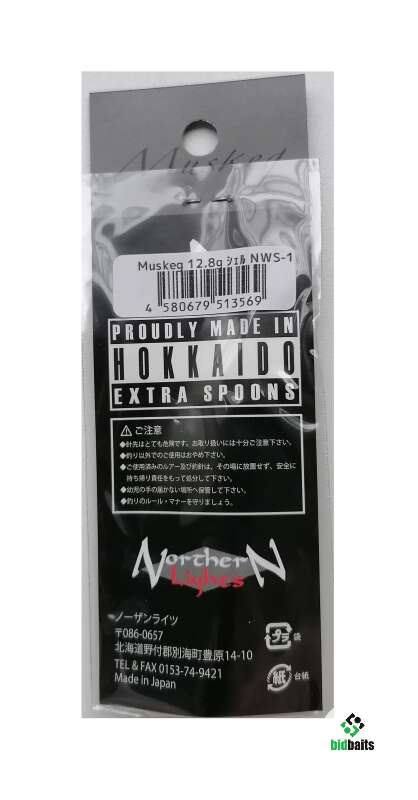 Muskeg
Muskeg 12.8g シェル NWS-1
4 580679 513569
PROUDLY MADE IN
HOKKAIDO
EXTRA SPOONS
⚠ ご注意
●針先はとても危険です。お取り扱いには十分ご注意下さい。
●釣り以外でのご使用はおやめ下さい。
●ご使用済みのルアー及び釣針は、その場に放置せず、安全に
持ち帰り責任をもって処分して下さい。
●幼児の手の届かない場所へ保管して下さい。
●釣りのルール・マナーを守りましょう。
Northern
Lights
ノーザンライツ
〒086-0657
北海道野付郡別海町豊原14-10
TEL & FAX 0153-74-9421
Made in Japan
プラ 袋
紙 台紙
bidbaits